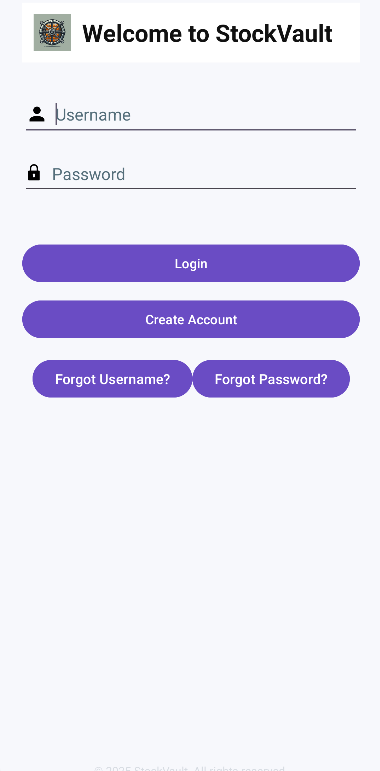 Welcome to StockVault
Username
Password
Login
Create Account
Forgot Username? Forgot Password?
© 2025 StockVault. All rights reserved.